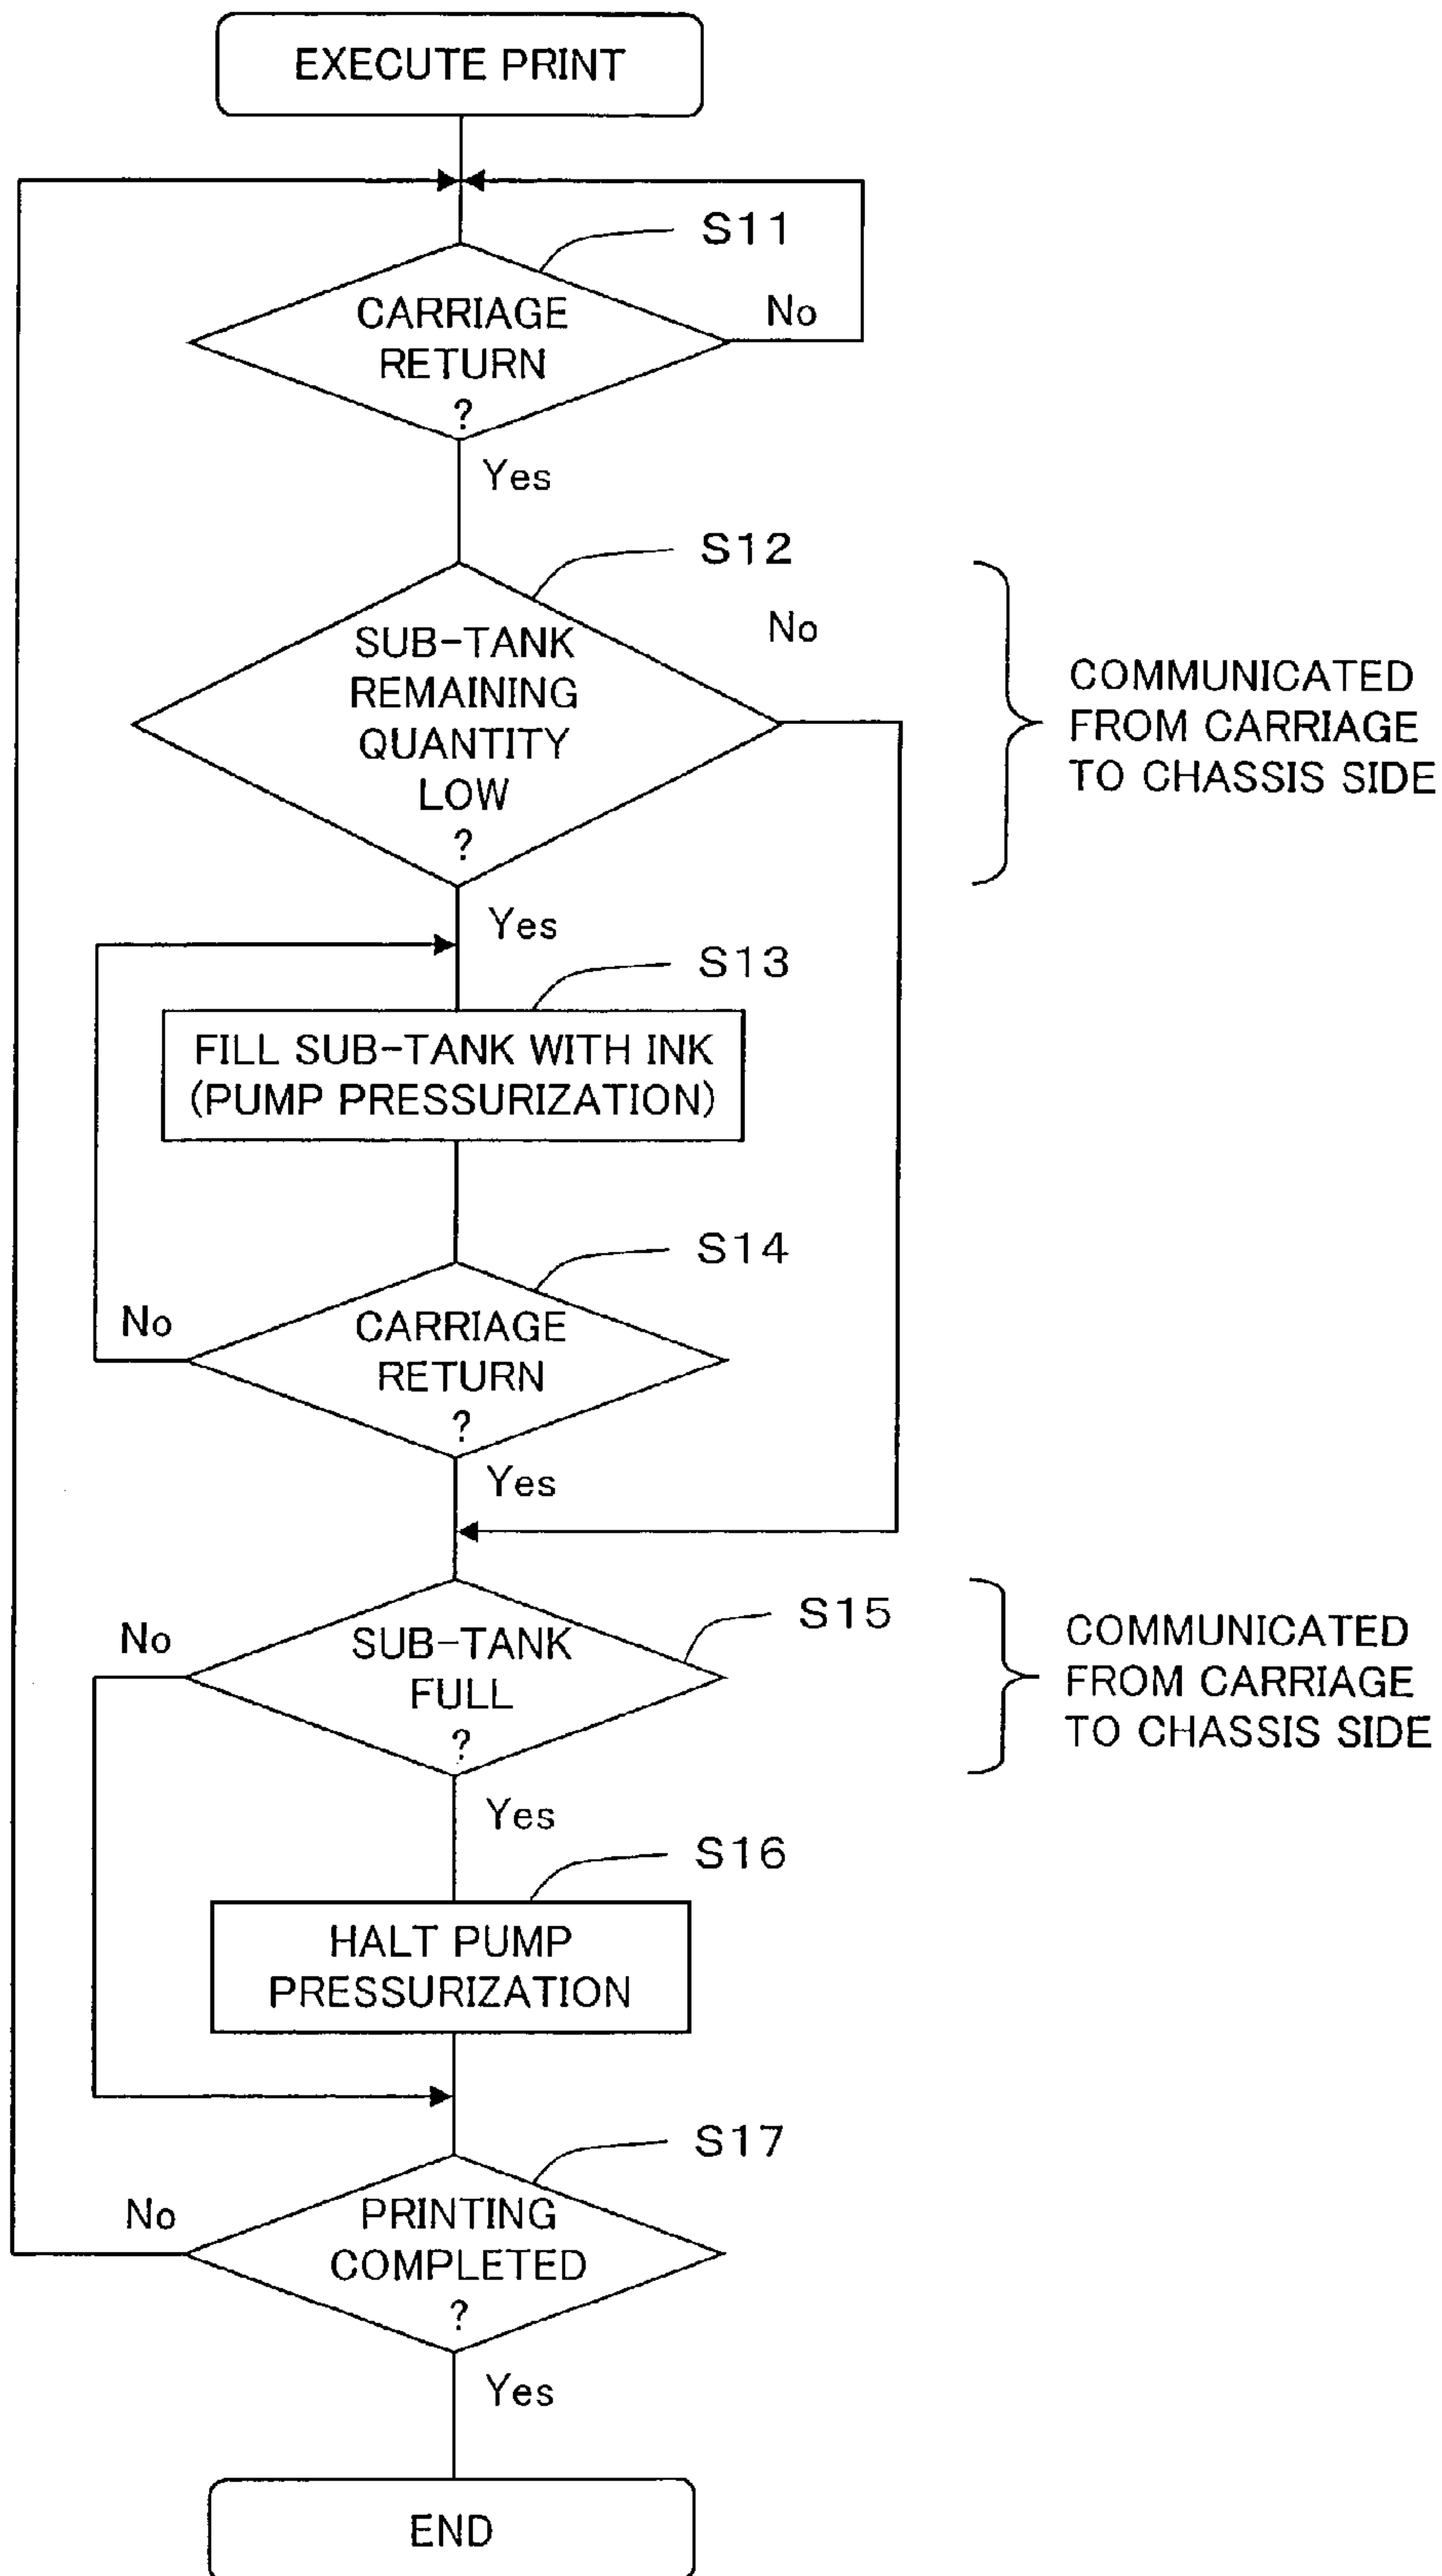 EXECUTE PRINT
S11
CARRIAGE
RETURN
?
No
Yes
S12
SUB-TANK
REMAINING
QUANTITY
LOW
?
No
COMMUNICATED
FROM CARRIAGE
TO CHASSIS SIDE
Yes
S13
FILL SUB-TANK WITH INK
(PUMP PRESSURIZATION)
S14
CARRIAGE
RETURN
?
No
Yes
S15
SUB-TANK
FULL
?
No
COMMUNICATED
FROM CARRIAGE
TO CHASSIS SIDE
Yes
S16
HALT PUMP
PRESSURIZATION
S17
PRINTING
COMPLETED
?
No
Yes
END